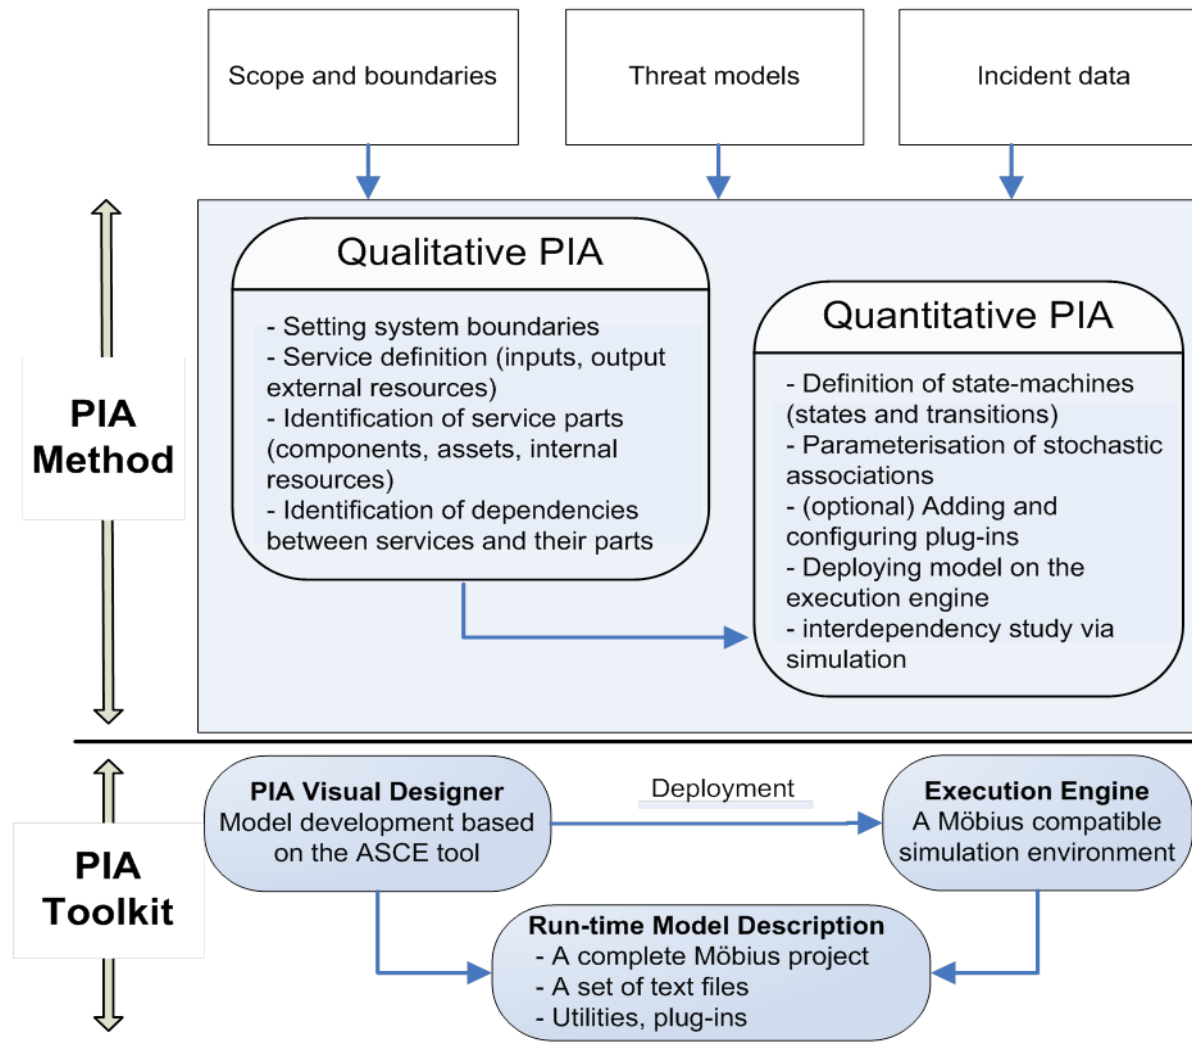 Scope and boundaries
Threat models
Incident data
PIA
Method
Qualitative PIA
- Setting system boundaries
- Service definition (inputs, output
external resources)
- Identification of service parts
(components, assets, internal
resources)
- Identification of dependencies
between services and their parts
Quantitative PIA
- Definition of state-machines
(states and transitions)
- Parameterisation of stochastic
associations
- (optional) Adding and
configuring plug-ins
- Deploying model on the
execution engine
- interdependency study via
simulation
PIA
Toolkit
PIA Visual Designer
Model development based
on the ASCE tool
Deployment
Execution Engine
A Möbius compatible
simulation environment
Run-time Model Description
- A complete Möbius project
- A set of text files
- Utilities, plug-ins